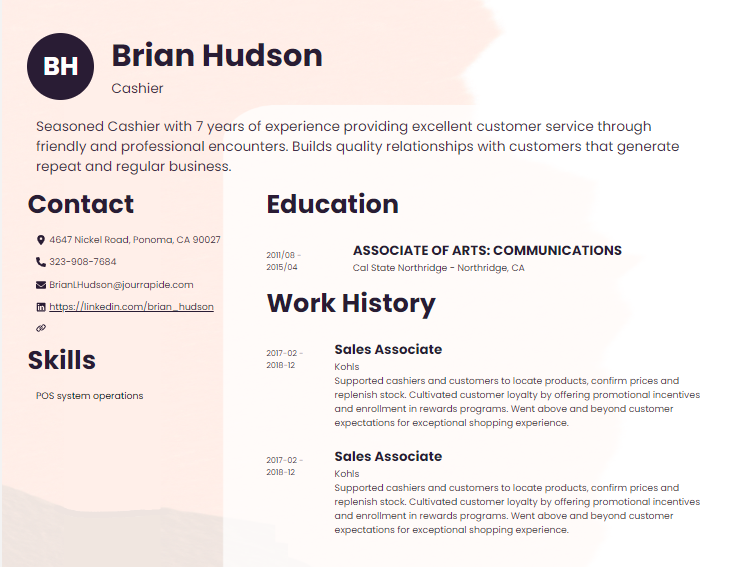 BH
Brian Hudson
Cashier
Seasoned Cashier with 7 years of experience providing excellent customer service through
friendly and professional encounters. Builds quality relationships with customers that generate
repeat and regular business.
Contact
4647 Nickel Road, Ponoma, CA 90027
323-908-7684
BrianLHudson@jourrapide.com
https://linkedin.com/brian_hudson
Skills
POS system operations
Education
2011/08 -
2015/04
ASSOCIATE OF ARTS: COMMUNICATIONS
Cal State Northridge - Northridge, CA
Work History
2017-02 -
2018-12
Sales Associate
Kohls
Supported cashiers and customers to locate products, confirm prices and
replenish stock. Cultivated customer loyalty by offering promotional incentives
and enrollment in rewards programs. Went above and beyond customer
expectations for exceptional shopping experience.
2017-02 -
2018-12
Sales Associate
Kohls
Supported cashiers and customers to locate products, confirm prices and
replenish stock. Cultivated customer loyalty by offering promotional incentives
and enrollment in rewards programs. Went above and beyond customer
expectations for exceptional shopping experience.